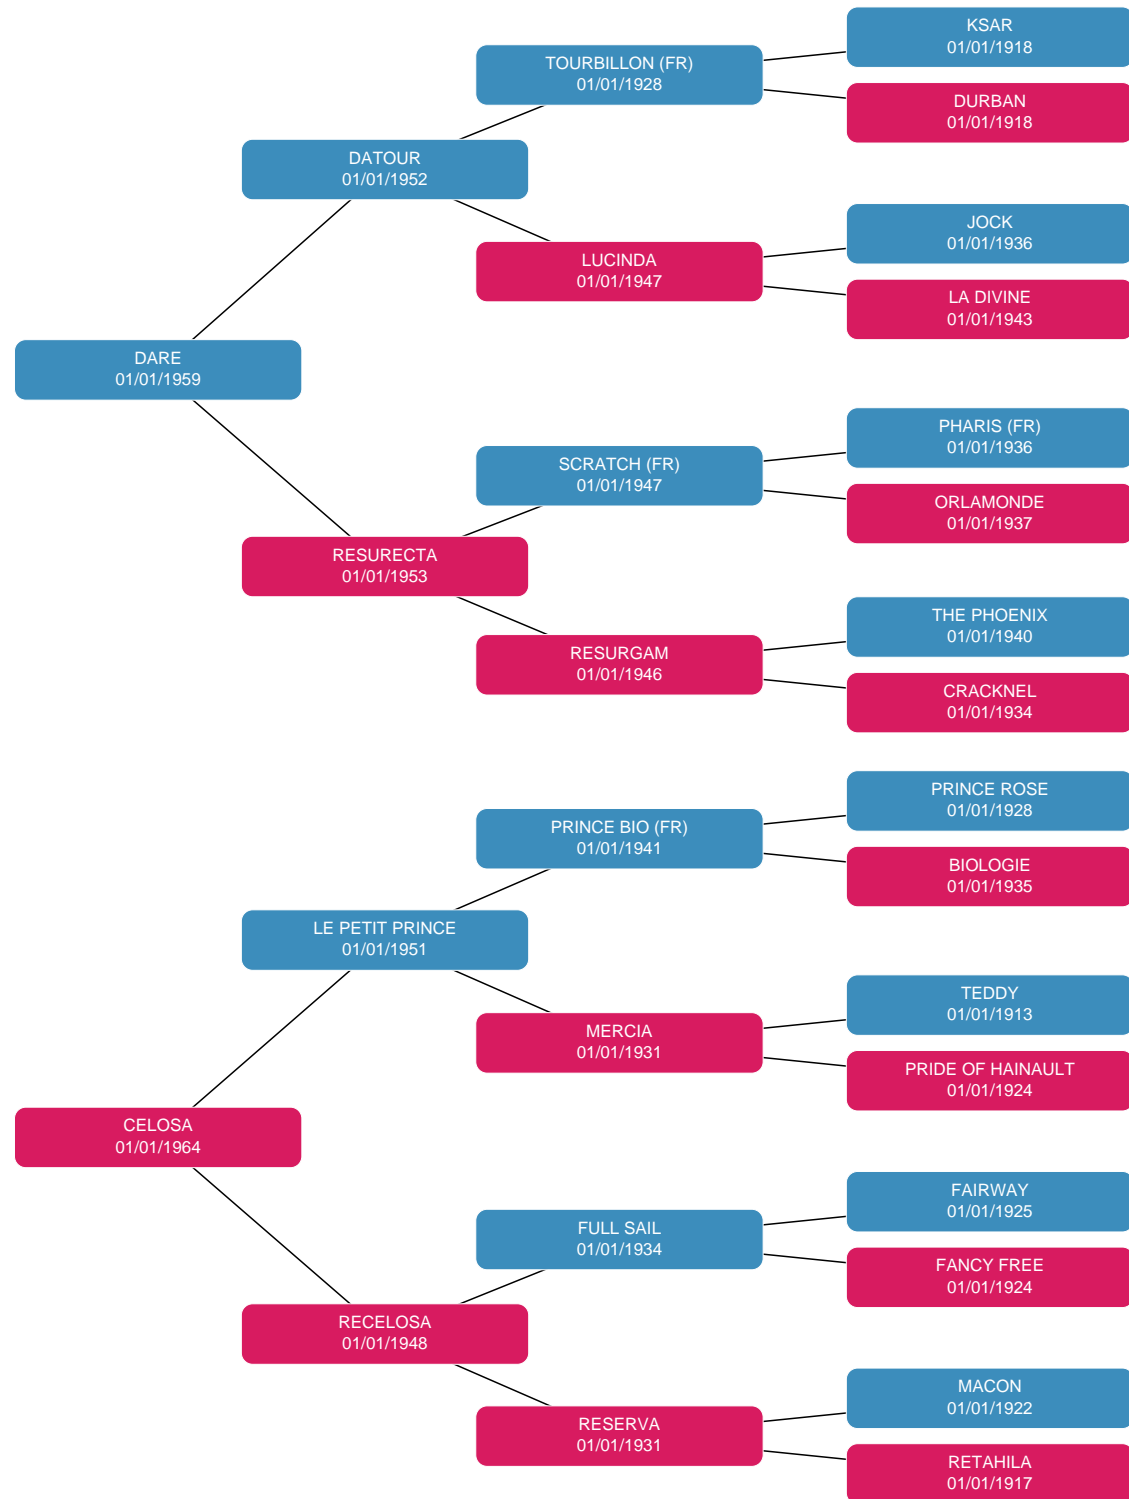 KSAR
01/01/1918
TOURBILLON (FR)
01/01/1928
DURBAN
01/01/1918
DATOUR
01/01/1952
JOCK
01/01/1936
LUCINDA
01/01/1947
LA DIVINE
01/01/1943
DARE
01/01/1959
PHARIS (FR)
01/01/1936
SCRATCH (FR)
01/01/1947
ORLAMONDE
01/01/1937
RESURECTA
01/01/1953
THE PHOENIX
01/01/1940
RESURGAM
01/01/1946
CRACKNEL
01/01/1934
PRINCE ROSE
01/01/1928
PRINCE BIO (FR)
01/01/1941
BIOLOGIE
01/01/1935
LE PETIT PRINCE
01/01/1951
TEDDY
01/01/1913
MERCIA
01/01/1931
PRIDE OF HAINAULT
01/01/1924
CELOSA
01/01/1964
FAIRWAY
01/01/1925
FULL SAIL
01/01/1934
FANCY FREE
01/01/1924
RECELOSA
01/01/1948
MACON
01/01/1922
RESERVA
01/01/1931
RETAHILA
01/01/1917